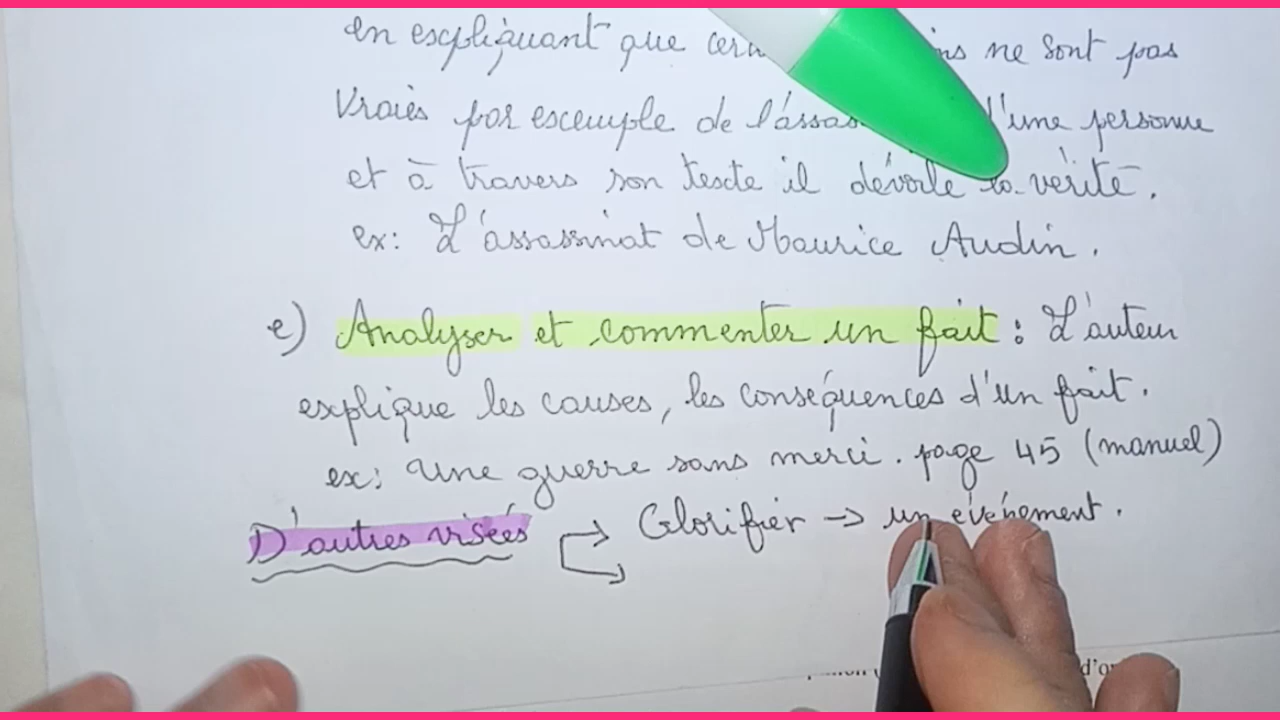 en expliquant que ne sont pas
vraies par exemple de l'assas d'une personne
et à travers son texte il dévoile la vérité.
ex: L'assassinat de Maurice Audin.
e) Analyser et commenter un fait : L'auteur
explique les causes, les conséquences d'un fait.
ex: Une guerre sans merci. page 45 (manuel)
D'autres visées → Glorifier → un événement.